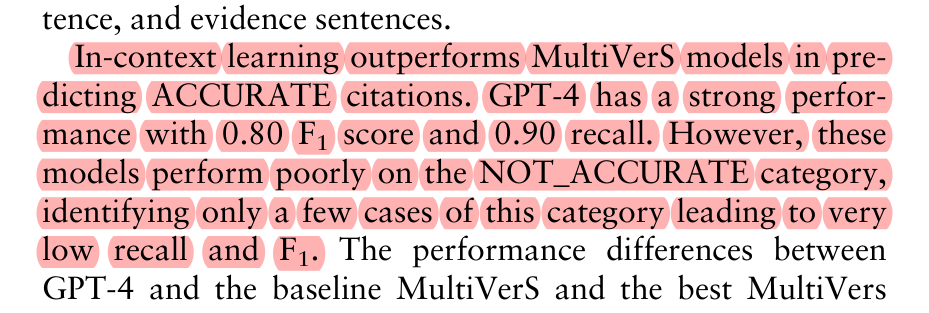 tence, and evidence sentences.
In-context learning outperforms MultiVerS models in pre-
dicting ACCURATE citations. GPT-4 has a strong perfor-
mance with 0.80 F₁ score and 0.90 recall. However, these
models perform poorly on the NOT_ACCURATE category,
identifying only a few cases of this category leading to very
low recall and F₁. The performance differences between
GPT-4 and the baseline MultiVerS and the best MultiVers